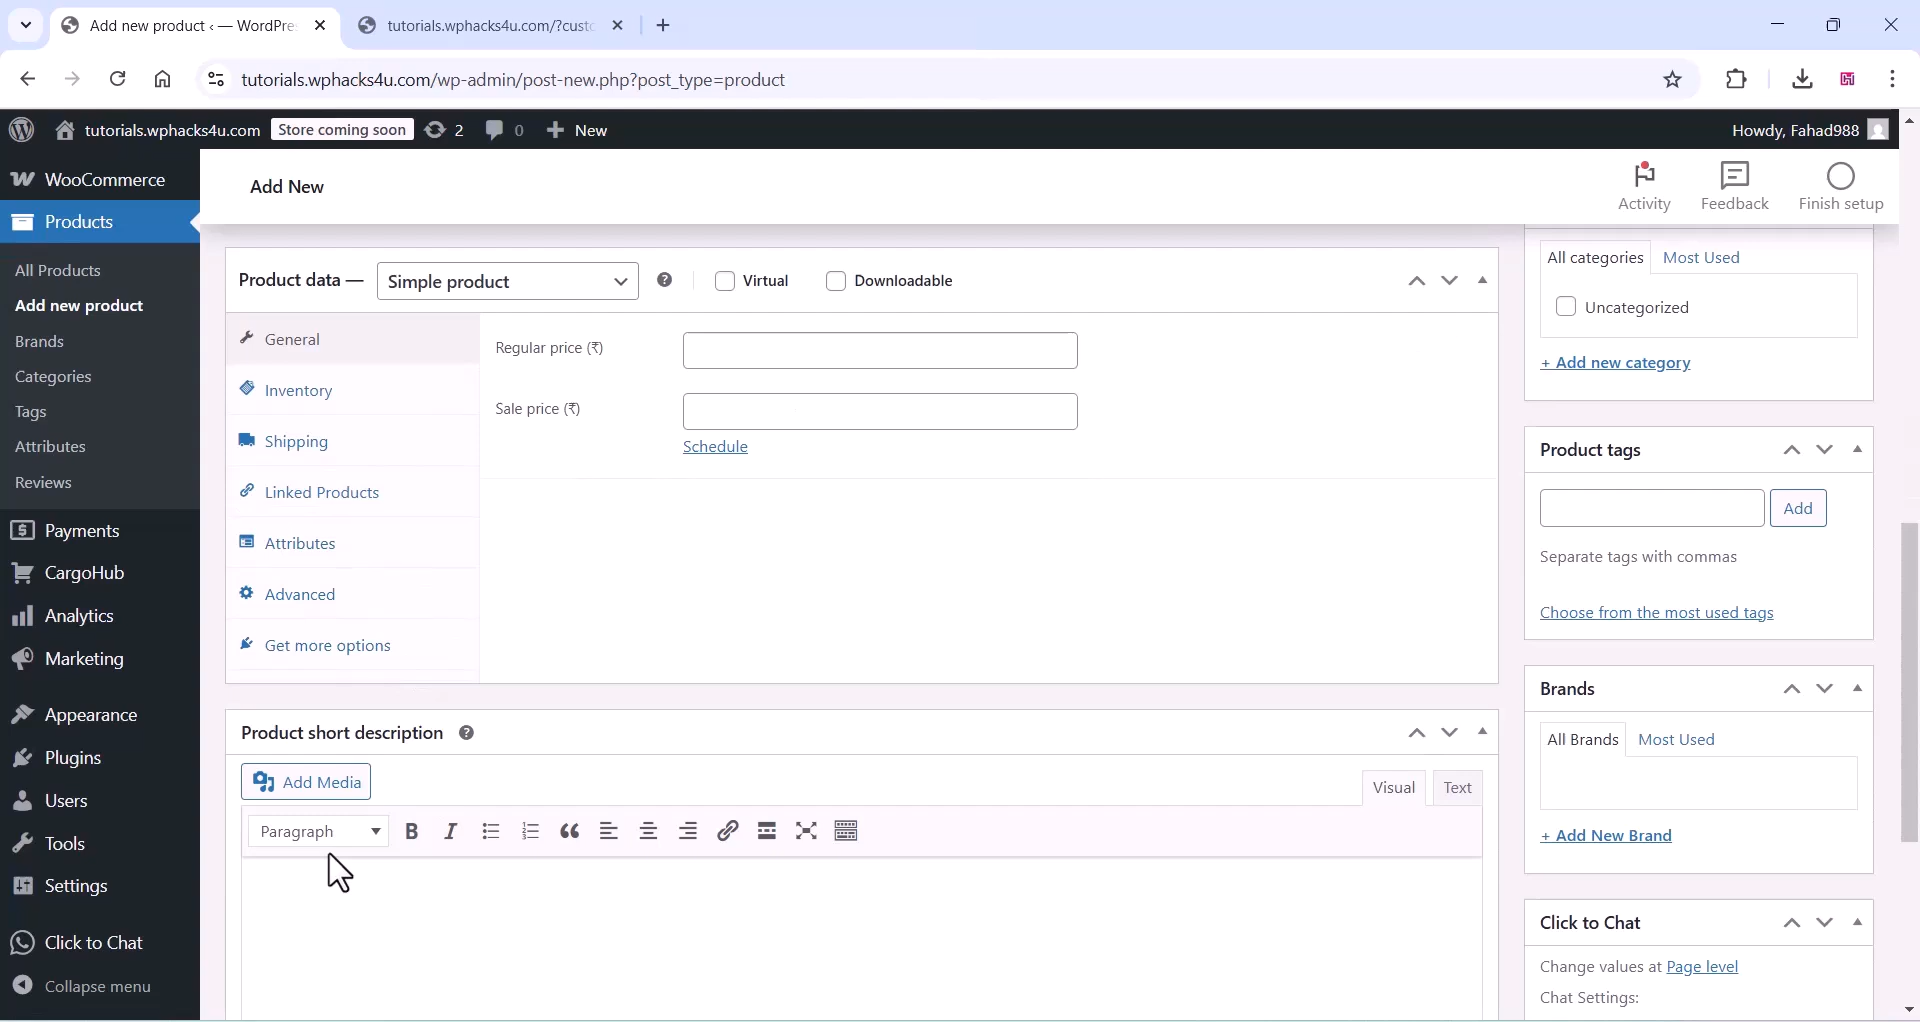 Add new product ‹ — WordPre
tutorials.wphacks4u.com/?custo
tutorials.wphacks4u.com/wp-admin/post-new.php?post_type=product
tutorials.wphacks4u.com
Store coming soon
2
0
New
Howdy, Fahad988
WooCommerce
Products
All Products
Add new product
Brands
Categories
Tags
Attributes
Reviews
Payments
CargoHub
Analytics
Marketing
Appearance
Plugins
Users
Tools
Settings
Click to Chat
Collapse menu
Add New
Activity
Feedback
Finish setup
Product data — Simple product
Virtual
Downloadable
General
Inventory
Shipping
Linked Products
Attributes
Advanced
Get more options
Regular price (₹)
Sale price (₹)
Schedule
Product short description
Add Media
Visual
Text
Paragraph
All categories
Most Used
Uncategorized
+ Add new category
Product tags
Add
Separate tags with commas
Choose from the most used tags
Brands
All Brands
Most Used
+ Add New Brand
Click to Chat
Change values at Page level
Chat Settings: